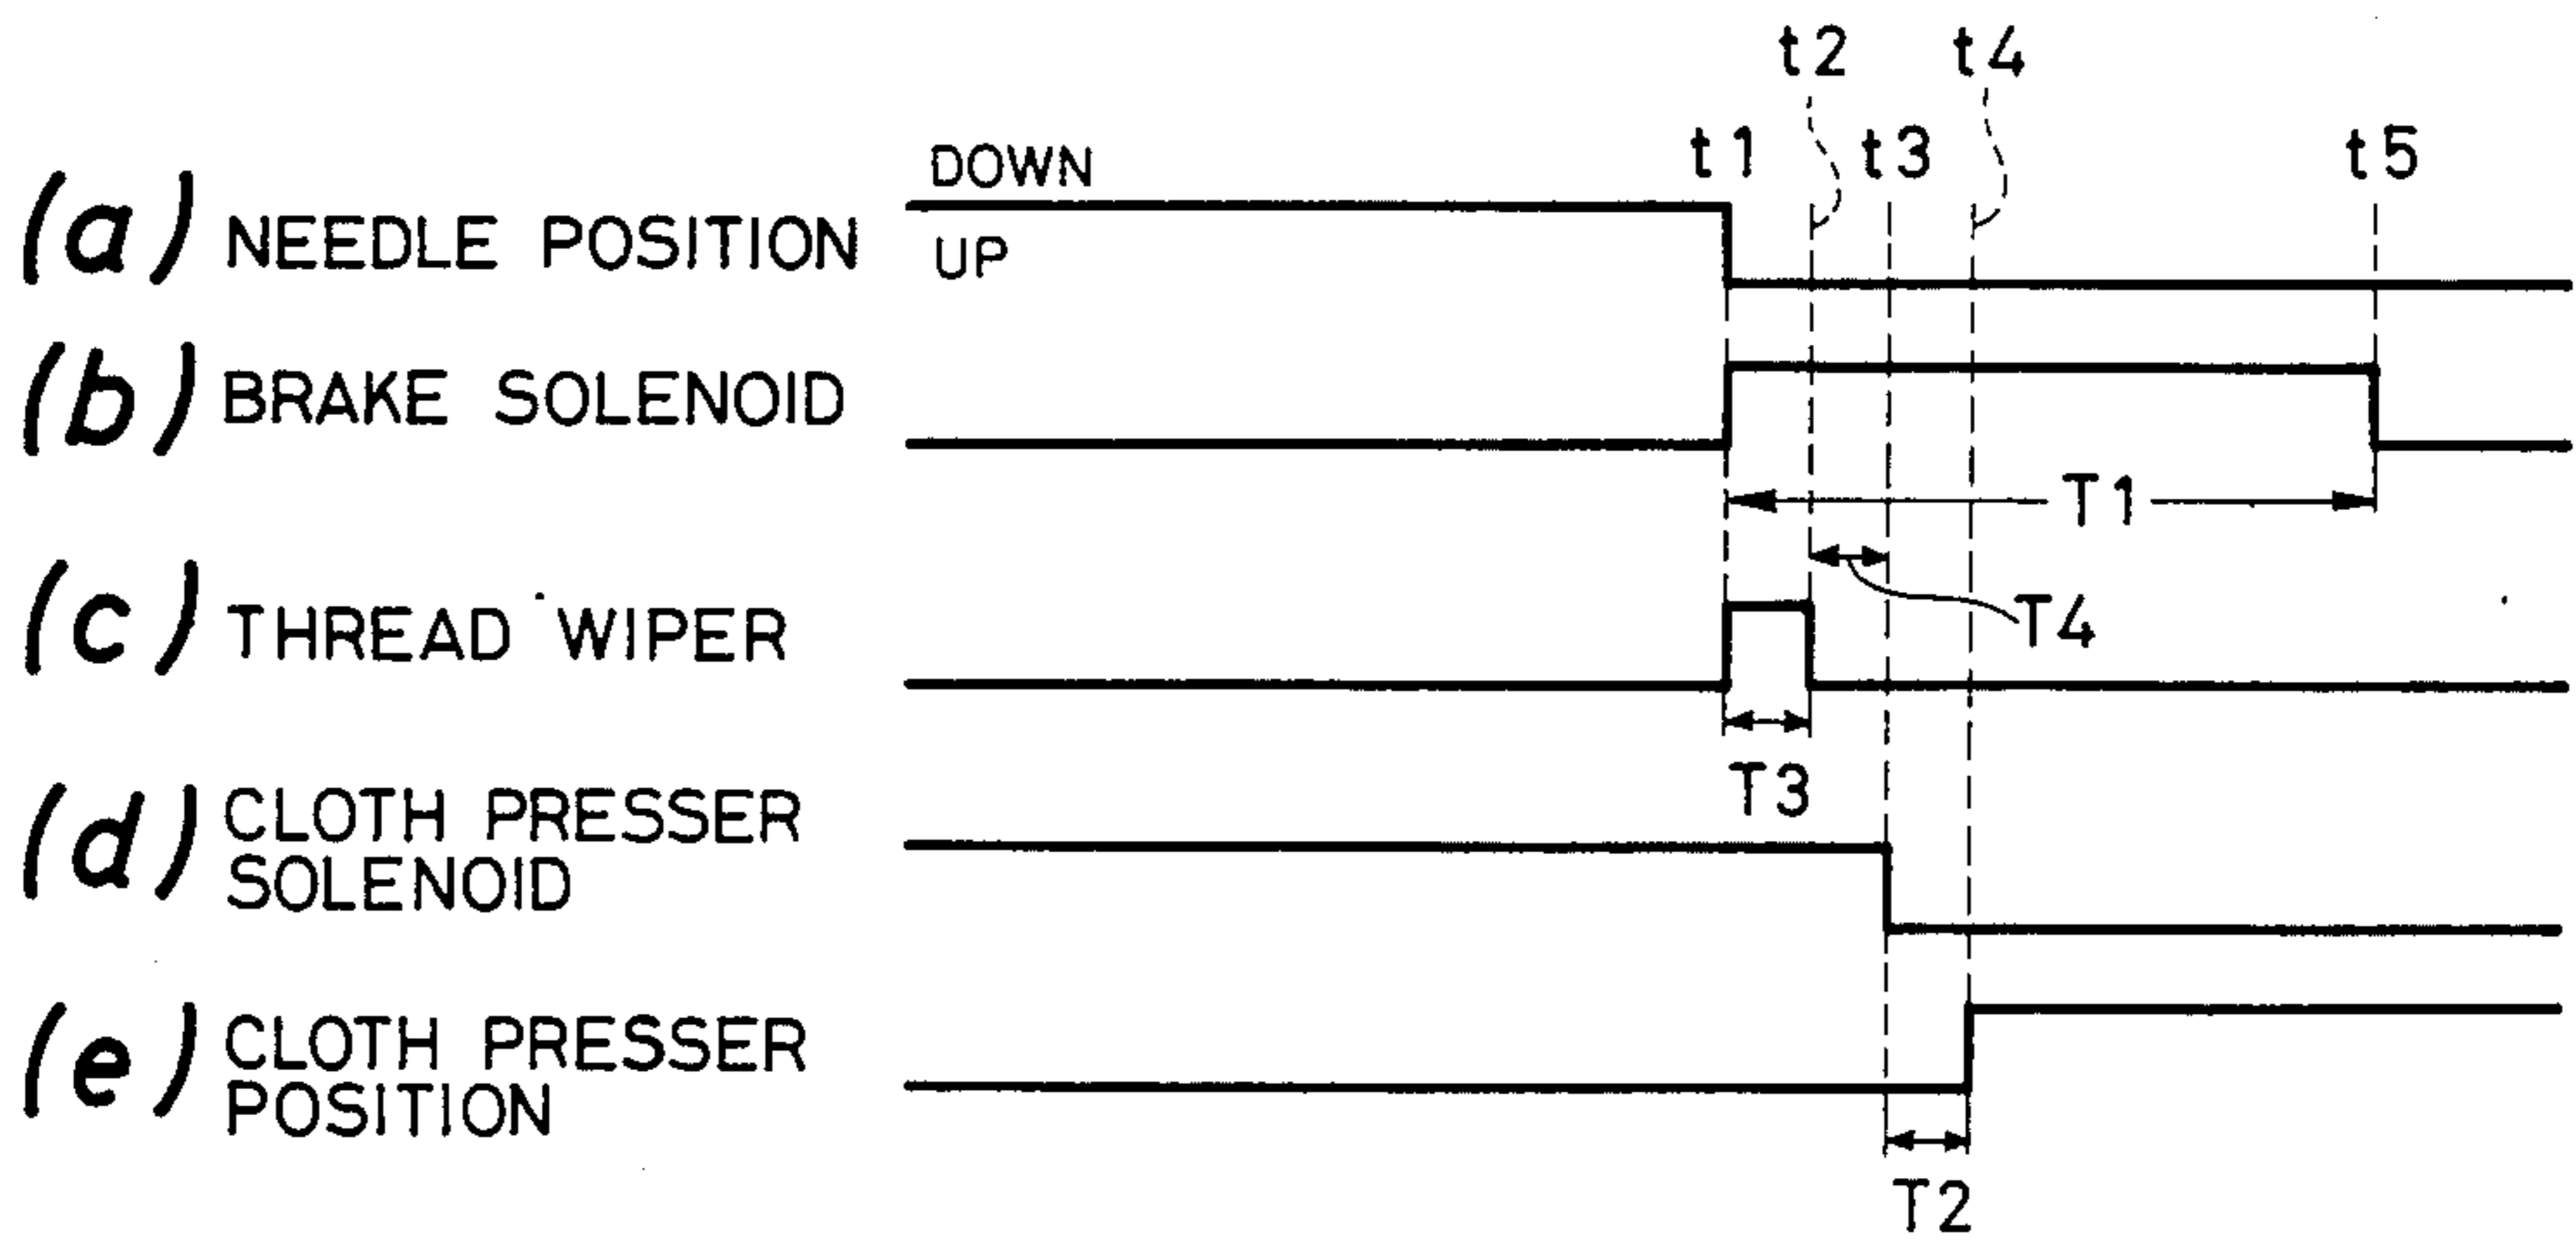 t2 t4
t1 t3 t5
DOWN
(a) NEEDLE POSITION UP
(b) BRAKE SOLENOID
T1
(c) THREAD WIPER T4
T3
(d) CLOTH PRESSER
SOLENOID
(e) CLOTH PRESSER
POSITION
T2